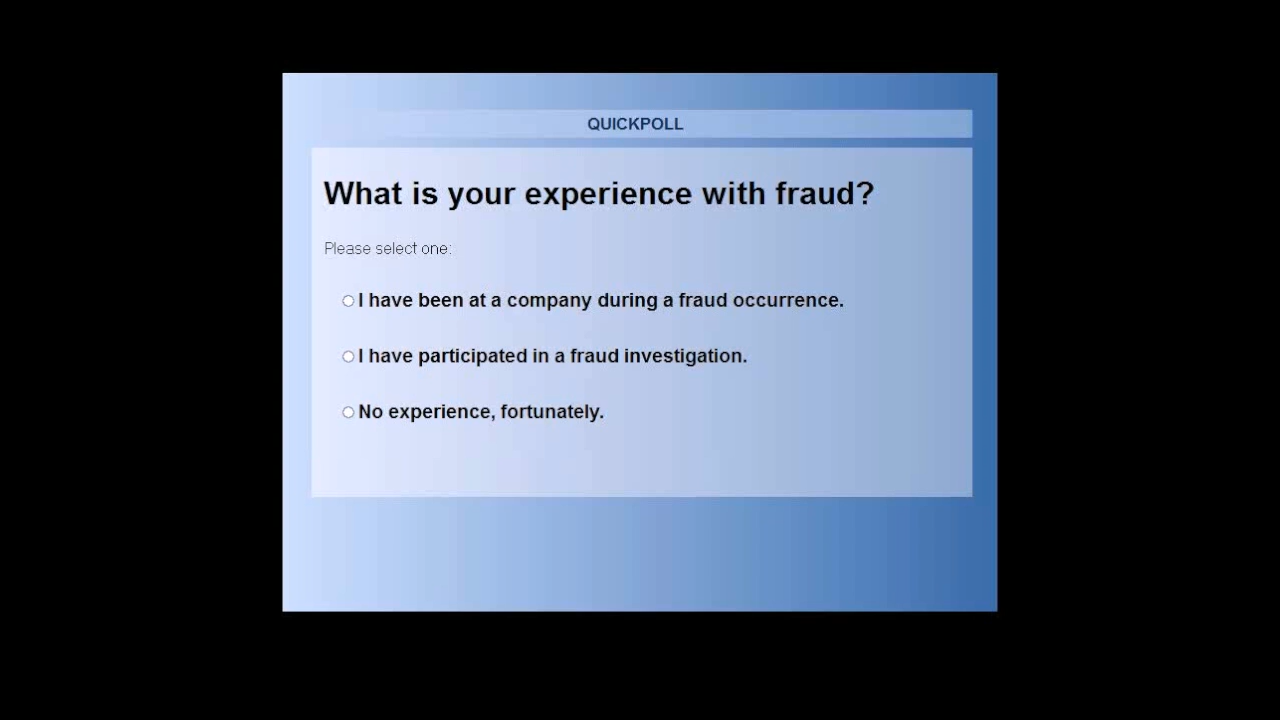 QUICKPOLL
What is your experience with fraud?
Please select one:
I have been at a company during a fraud occurrence.
I have participated in a fraud investigation.
No experience, fortunately.